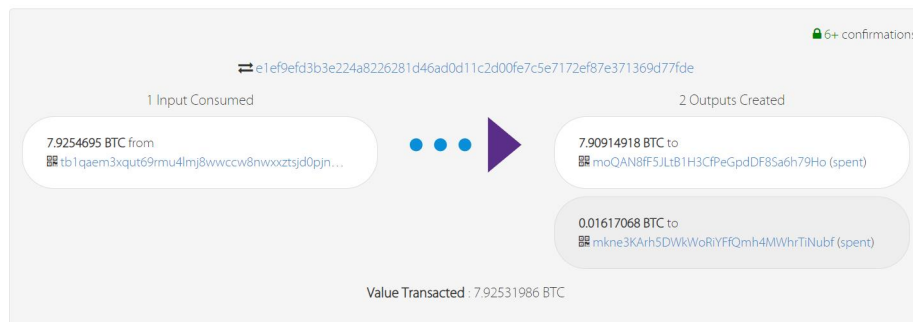 6+ confirmations
e1ef9efd3b3e224a8226281d46ad0d11c2d00fe7c5e7172ef87e371369d77fde
1 Input Consumed
2 Outputs Created
7.9254695 BTC from
tb1qaem3xqut69rmu4lmj8wwccw8nwxxztsjd0pjn…
7.90914918 BTC to
moQAN8fF5JLtB1H3CfPeGpdDF8Sa6h79Ho (spent)
0.01617068 BTC to
mkne3KArh5DWkWoRiYFfQmh4MWhrTiNubf (spent)
Value Transacted : 7.92531986 BTC